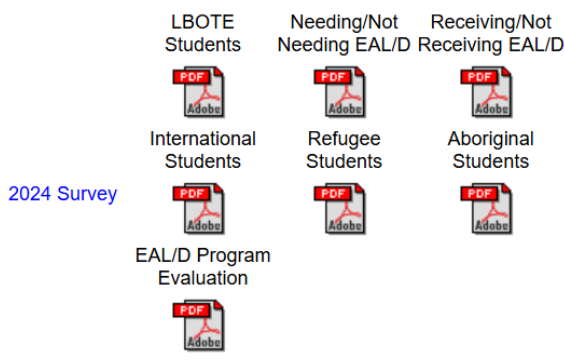 LBOTE Needing/Not Receiving/Not
Students Needing EAL/D Receiving EAL/D
PDF PDF PDF
Adobe Adobe Adobe
International Refugee Aboriginal
Students Students Students
2024 Survey
PDF PDF PDF
Adobe Adobe Adobe
EAL/D Program
Evaluation
PDF
Adobe